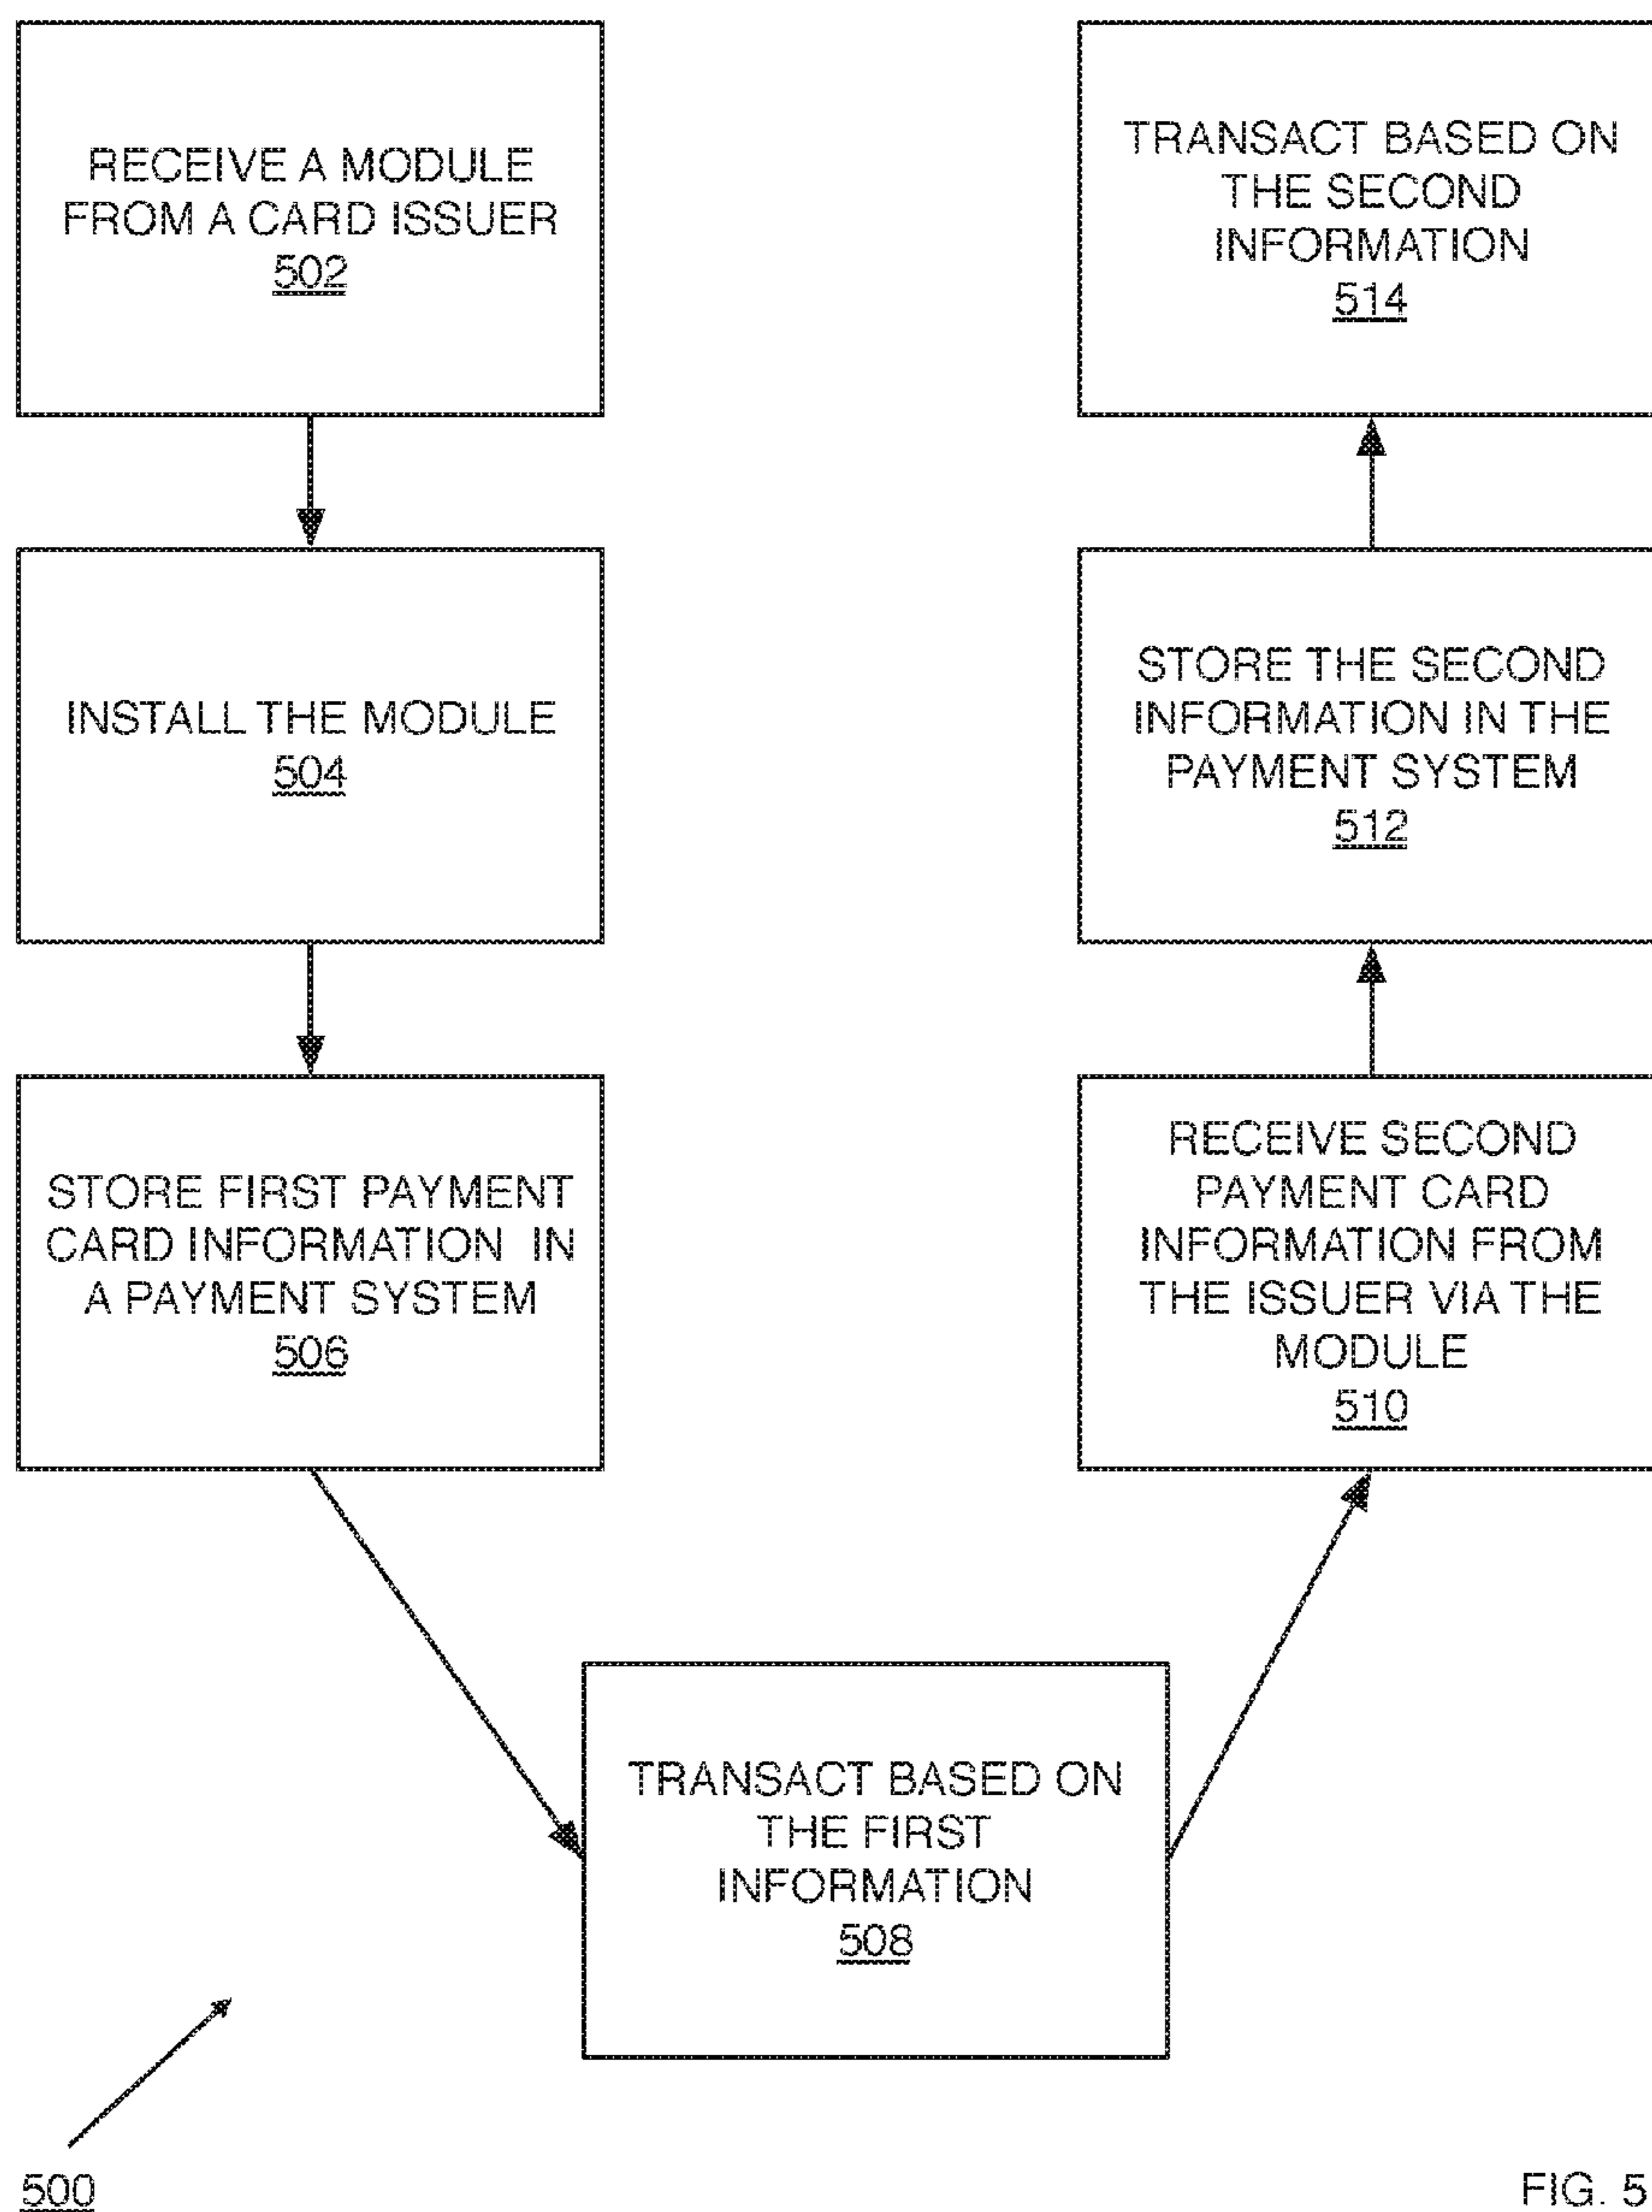 RECEIVE A MODULE
FROM A CARD ISSUER
502
INSTALL THE MODULE
504
STORE FIRST PAYMENT
CARD INFORMATION IN
A PAYMENT SYSTEM
506
TRANSACT BASED ON
THE FIRST
INFORMATION
508
RECEIVE SECOND
PAYMENT CARD
INFORMATION FROM
THE ISSUER VIA THE
MODULE
510
STORE THE SECOND
INFORMATION IN THE
PAYMENT SYSTEM
512
TRANSACT BASED ON
THE SECOND
INFORMATION
514
500
FIG. 5